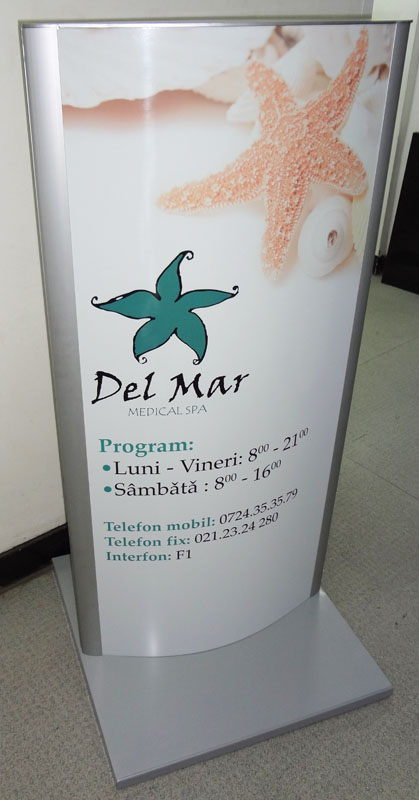 Del Mar
MEDICAL SPA
Program:
•Luni - Vineri: 8⁰⁰ - 21⁰⁰
•Sâmbătă : 8⁰⁰ - 16⁰⁰
Telefon mobil: 0724.35.35.79
Telefon fix: 021.23.24 280
Interfon: F1